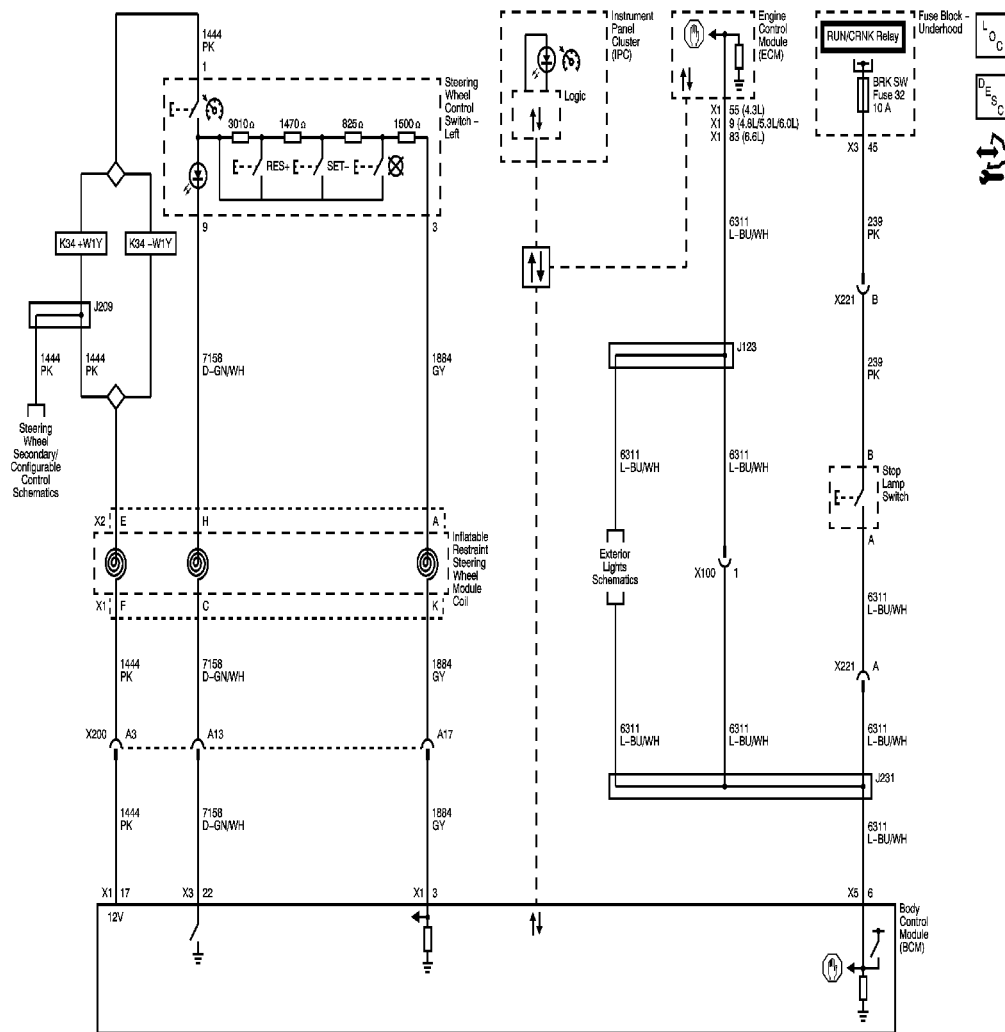 1444
PK
1
Steering
Wheel
Control
Switch –
Left
3010 Ω
1470 Ω
825 Ω
1500 Ω
RES+
SET–
9
3
K34 +W1Y
K34 –W1Y
J209
1444
PK
1444
PK
Steering
Wheel
Secondary/
Configurable
Control
Schematics
7158
D–GN/WH
1884
GY
X2
E
H
A
Inflatable
Restraint
Steering
Wheel
Module
Coil
X1
F
C
K
1444
PK
7158
D–GN/WH
1884
GY
X200
A3
A13
A17
1444
PK
7158
D–GN/WH
1884
GY
X1
17
X3
22
X1
3
12V
Instrument
Panel
Cluster
(IPC)
Logic
Engine
Control
Module
(ECM)
X1 55 (4.3L)
X1 9 (4.8L/5.3L/6.0L)
X1 83 (6.6L)
6311
L–BU/WH
J123
6311
L–BU/WH
6311
L–BU/WH
Exterior
Lights
Schematics
X100
1
6311
L–BU/WH
6311
L–BU/WH
Fuse Block –
Underhood
RUN/CRNK Relay
BRK SW
Fuse 32
10 A
X3
45
239
PK
X221
B
239
PK
B
Stop
Lamp
Switch
A
6311
L–BU/WH
X221
A
6311
L–BU/WH
J231
6311
L–BU/WH
X5
6
Body
Control
Module
(BCM)
LOC
DESC